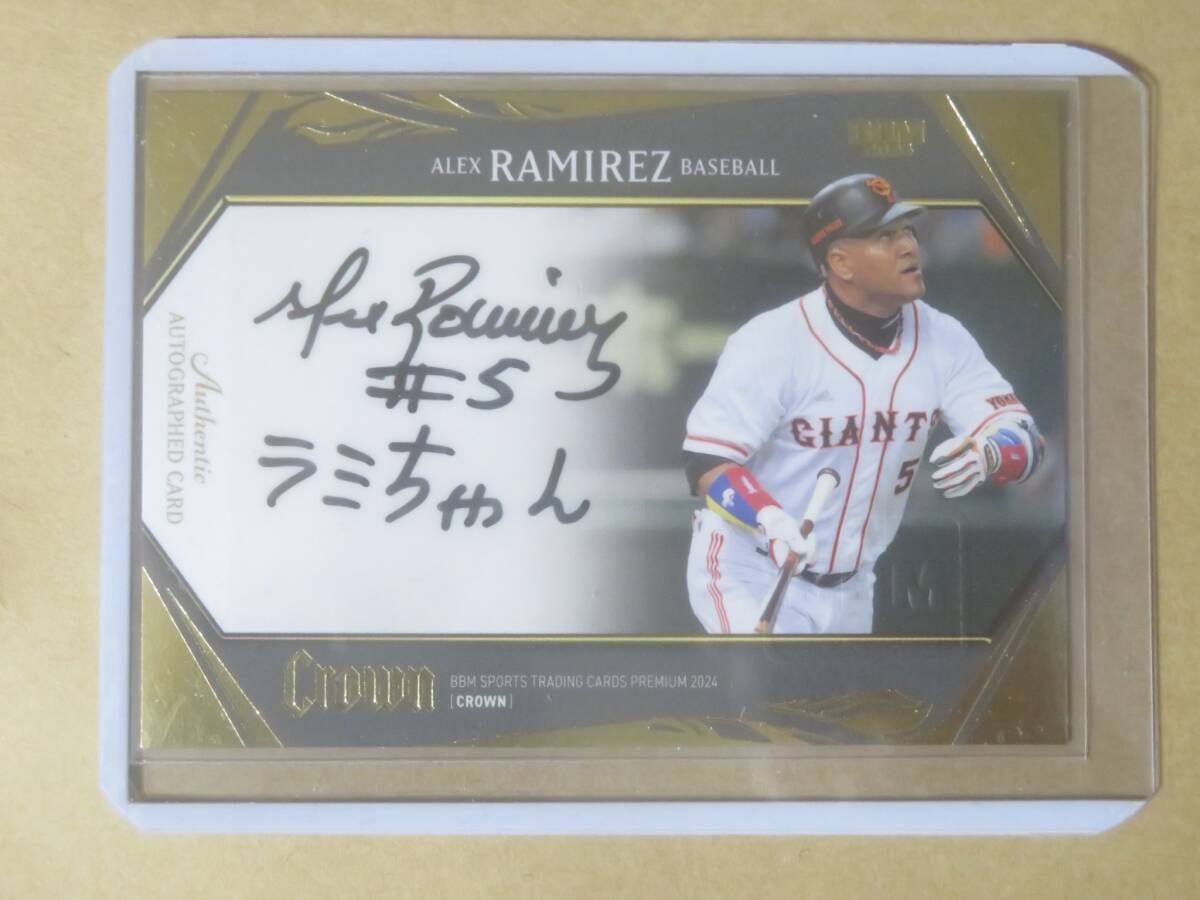 ALEX RAMIREZ BASEBALL
Alex Ramirez
#5
ラミちゃん
Authentic
AUTOGRAPHED CARD
GIANTS
5
Crown
BBM SPORTS TRADING CARDS PREMIUM 2024
[CROWN]